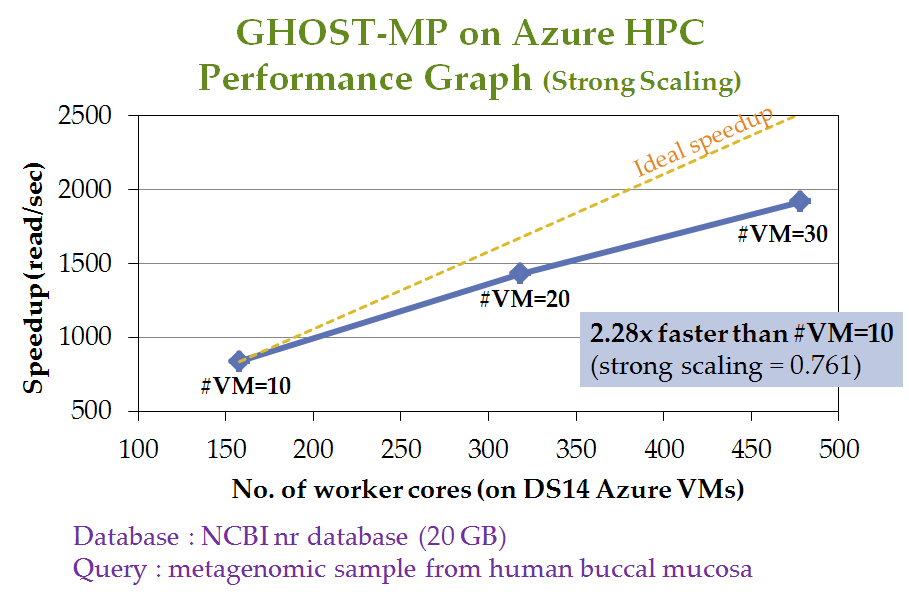 GHOST-MP on Azure HPC
Performance Graph (Strong Scaling)
2500
2000
1500
1000
500
Speedup (read/sec)
Ideal speedup
#VM=30
#VM=20
#VM=10
2.28x faster than #VM=10
(strong scaling = 0.761)
100 150 200 250 300 350 400 450 500
No. of worker cores (on DS14 Azure VMs)
Database : NCBI nr database (20 GB)
Query : metagenomic sample from human buccal mucosa